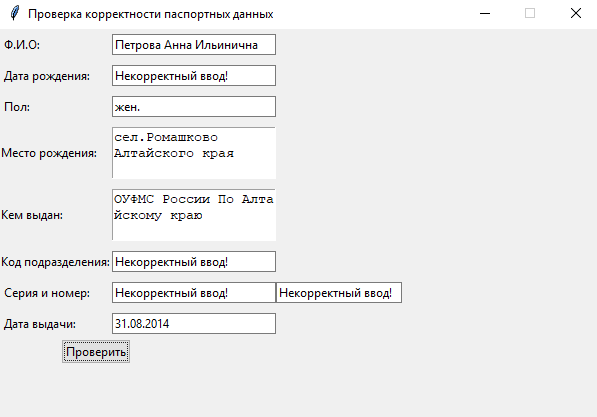 Проверка корректности паспортных данных
Ф.И.О: Петрова Анна Ильинична
Дата рождения: Некорректный ввод!
Пол: жен.
Место рождения: сел.Ромашково
Алтайского края
Кем выдан: ОУФМС России По Алта
йскому краю
Код подразделения: Некорректный ввод!
Серия и номер: Некорректный ввод! Некорректный ввод!
Дата выдачи: 31.08.2014
Проверить